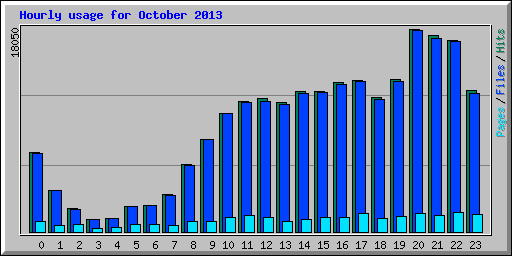 Hourly usage for October 2013
18050
Pages / Files / Hits
0 1 2 3 4 5 6 7 8 9 10 11 12 13 14 15 16 17 18 19 20 21 22 23